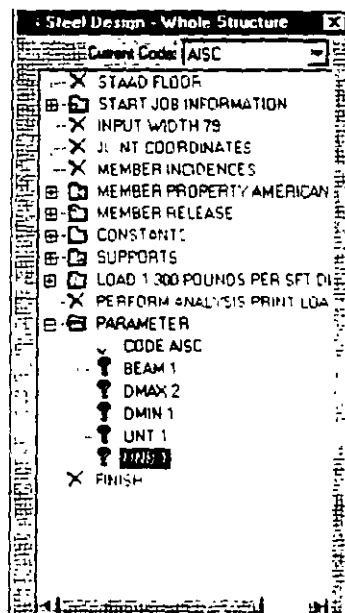 Steel Design - Whole Structure
Current Code: AISC
STAAD FLOOR
START JOB INFORMATION
INPUT WIDTH 79
JOINT COORDINATES
MEMBER INCIDENCES
MEMBER PROPERTY AMERICAN
MEMBER RELEASE
CONSTANTS
SUPPORTS
LOAD 1 300 POUNDS PER SFT DI
PERFORM ANALYSIS PRINT LOA
PARAMETER
CODE AISC
BEAM 1
DMAX 2
DMIN 1
UNT 1
FINISH